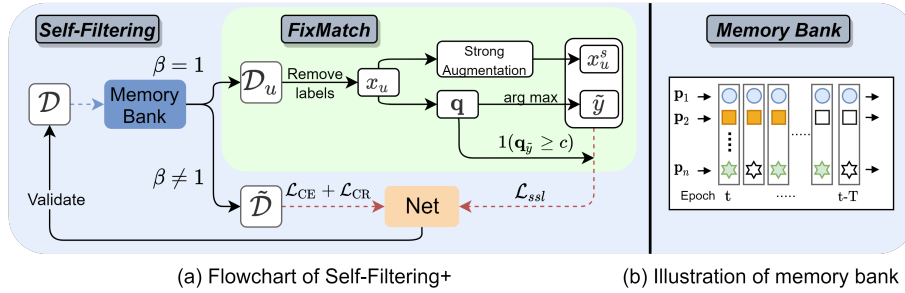 Self-Filtering
FixMatch
Memory Bank
β = 1
𝒟
Memory
Bank
𝒟ᵤ
Remove
labels
xᵤ
Strong
Augmentation
xᵤˢ
q
arg max
ỹ
1(q_ỹ ≥ c)
β ≠ 1
Validate
𝒟̃
ℒ_CE + ℒ_CR
Net
ℒ_ssl
p₁
p₂
pₙ
Epoch t ..... t-T
(a) Flowchart of Self-Filtering+
(b) Illustration of memory bank